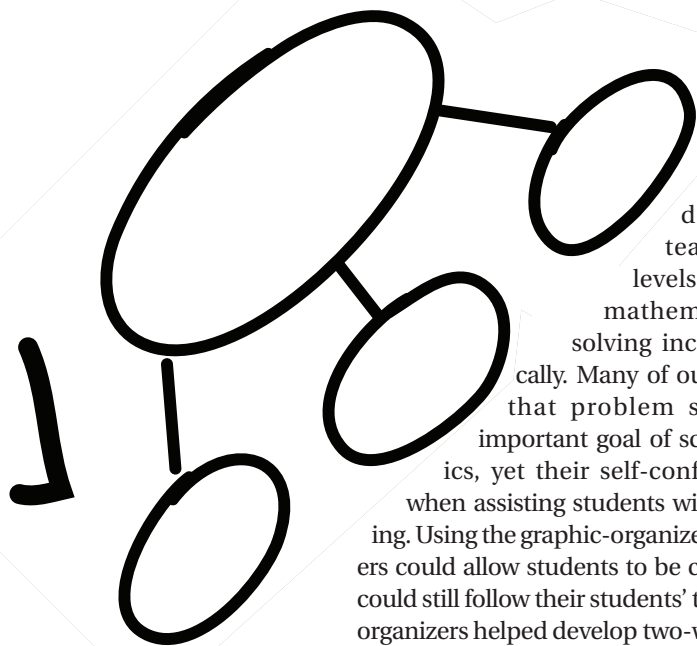 d
tea
levels
mathem
solving inc
cally. Many of ou
that problem s
important goal of sc
ics, yet their self-conf
when assisting students wi
ing. Using the graphic-organize
ers could allow students to be c
could still follow their students’ t
organizers helped develop two-w